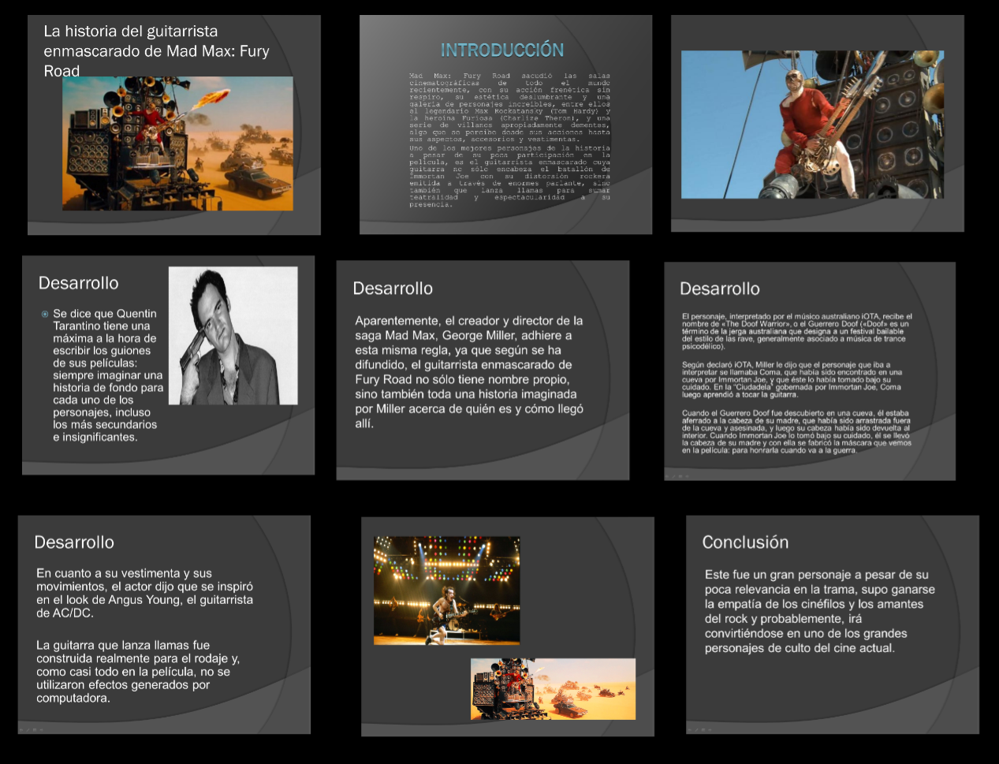 La historia del guitarrista
enmascarado de Mad Max: Fury
Road
INTRODUCCIÓN
Mad Max: Fury Road sacudió las salas
cinematográficas de todo el mundo
recientemente, con su acción frenética sin
respiro, su estética deslumbrante y una
galería de personajes increíbles, entre ellos
el legendario Max Rockatansky (Tom Hardy) y
la heroína Furiosa (Charlize Theron), y una
serie de villanos apropiadamente dementes,
algo que se percibe desde sus acciones hasta
sus aspectos, accesorios y vestimentas.
Uno de los mejores personajes de la historia
a pesar de su poca participación en la
película, es el guitarrista enmascarado cuya
guitarra no sólo encabeza el batallón de
Immortan Joe con su distorsión rockera
emitida a través de enormes parlante, sino
también que lanza llamas para sumar
teatralidad y espectacularidad a su
presencia.
Desarrollo
Se dice que Quentin
Tarantino tiene una
máxima a la hora de
escribir los guiones
de sus películas:
siempre imaginar una
historia de fondo para
cada uno de los
personajes, incluso
los más secundarios
e insignificantes.
Desarrollo
Aparentemente, el creador y director de la
saga Mad Max, George Miller, adhiere a
esta misma regla, ya que según se ha
difundido, el guitarrista enmascarado de
Fury Road no sólo tiene nombre propio,
sino también toda una historia imaginada
por Miller acerca de quién es y cómo llegó
allí.
Desarrollo
El personaje, interpretado por el músico australiano iOTA, recibe el
nombre de «The Doof Warrior», o el Guerrero Doof («Doof» es un
término de la jerga australiana que designa a un festival bailable
del estilo de las rave, generalmente asociado a música de trance
psicodélico).
Según declaró iOTA, Miller le dijo que el personaje que iba a
interpretar se llamaba Coma, que había sido encontrado en una
cueva por Immortan Joe, y que éste lo había tomado bajo su
cuidado. En la "Ciudadela" gobernada por Immortan Joe, Coma
luego aprendió a tocar la guitarra.
Cuando el Guerrero Doof fue descubierto en una cueva, él estaba
aferrado a la cabeza de su madre, que había sido arrastrada fuera
de la cueva y asesinada, y luego su cabeza había sido devuelta al
interior. Cuando Immortan Joe lo tomó bajo su cuidado, él se llevó
la cabeza de su madre y con ella se fabricó la máscara que vemos
en la película: para honrarla cuando va a la guerra.
Desarrollo
En cuanto a su vestimenta y sus
movimientos, el actor dijo que se inspiró
en el look de Angus Young, el guitarrista
de AC/DC.
La guitarra que lanza llamas fue
construida realmente para el rodaje y,
como casi todo en la película, no se
utilizaron efectos generados por
computadora.
Conclusión
Este fue un gran personaje a pesar de su
poca relevancia en la trama, supo ganarse
la empatía de los cinéfilos y los amantes
del rock y probablemente, irá
convirtiéndose en uno de los grandes
personajes de culto del cine actual.